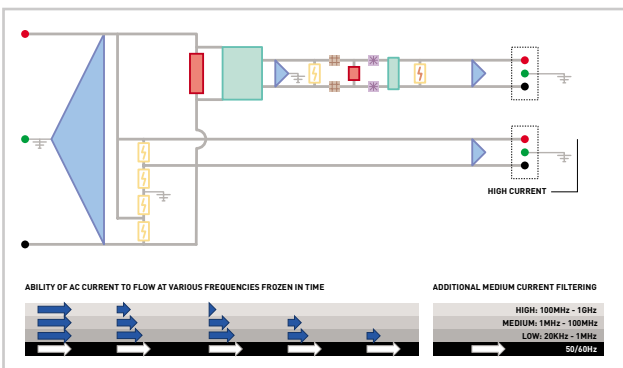 HIGH CURRENT
ABILITY OF AC CURRENT TO FLOW AT VARIOUS FREQUENCIES FROZEN IN TIME
ADDITIONAL MEDIUM CURRENT FILTERING
HIGH: 100MHz - 1GHz
MEDIUM: 1MHz - 100MHz
LOW: 20KHz - 1MHz
50/60Hz